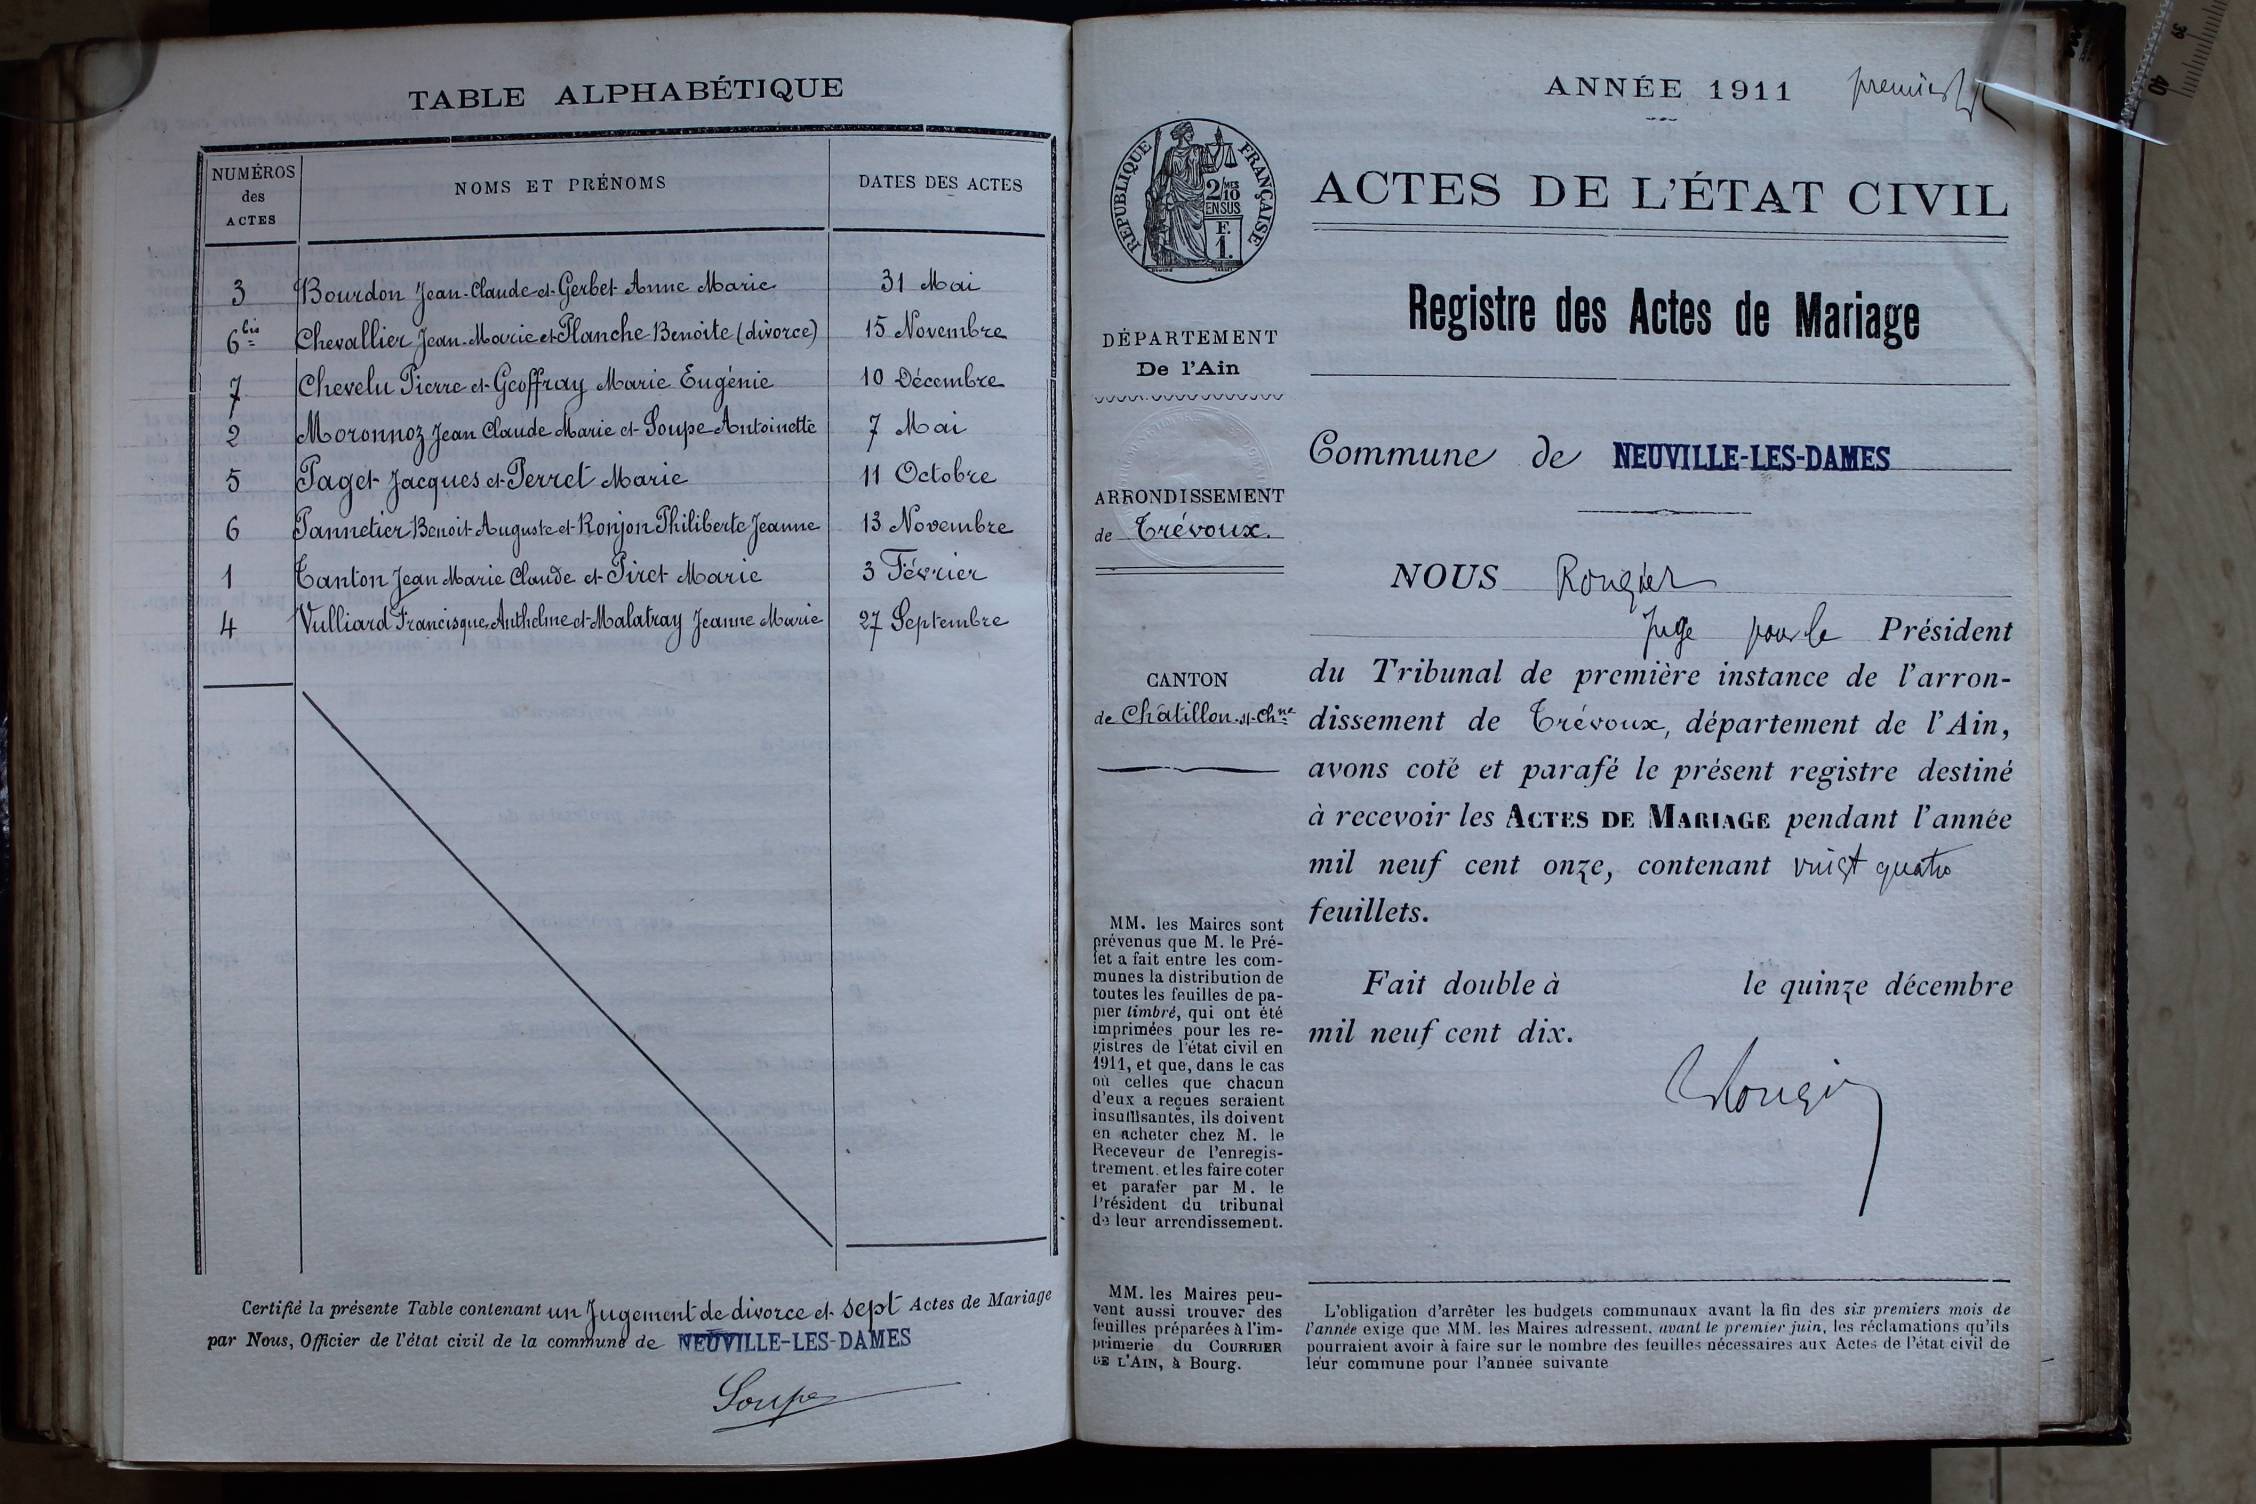 TABLE ALPHABÉTIQUE
NUMÉROS des ACTES
NOMS ET PRÉNOMS
DATES DES ACTES
3 Bourdon Jean-Claude et Gerbet Anne Marie 31 Mai
6 bis Chevallier Jean-Marie et Planche Benoite (divorce) 15 Novembre
7 Chevelu Pierre et Geoffray Marie Eugénie 10 Décembre
2 Moronnoz Jean Claude Marie et Soupe Antoinette 7 Mai
5 Paget Jacques et Perret Marie 11 Octobre
6 Pannetier Benoit Auguste et Ronjon Philiberte Jeanne 13 Novembre
1 Tanton Jean Marie Claude et Piret Marie 3 Février
4 Vulliard Francisque Anthelme et Malatray Jeanne Marie 27 Septembre
Certifié la présente Table contenant un Jugement de divorce et sept Actes de Mariage
par Nous, Officier de l'état civil de la commune de NEUVILLE-LES-DAMES
Soupe
ANNÉE 1911 premier
RÉPUBLIQUE FRANÇAISE
2/MES
10
EN SUS
F.
1.
ACTES DE L'ÉTAT CIVIL
Registre des Actes de Mariage
DÉPARTEMENT
De l'Ain
ARRONDISSEMENT
de Trévoux.
CANTON
de Châtillon-s-Chne
MM. les Maires sont
prévenus que M. le Pré-
fet a fait entre les com-
munes la distribution de
toutes les feuilles de pa-
pier timbré, qui ont été
imprimées pour les re-
gistres de l'état civil en
1911, et que, dans le cas
où celles que chacun
d'eux a reçues seraient
insuffisantes, ils doivent
en acheter chez M. le
Receveur de l'enregis-
trement. et les faire coter
et parafer par M. le
Président du tribunal
de leur arrondissement.
MM. les Maires peu-
vent aussi trouver des
feuilles préparées à l'im-
primerie du COURRIER
DE L'AIN, à Bourg.
Commune de NEUVILLE-LES-DAMES
NOUS Rougier
Juge pour le Président
du Tribunal de première instance de l'arron-
dissement de Trévoux, département de l'Ain,
avons coté et parafé le présent registre destiné
à recevoir les ACTES DE MARIAGE pendant l'année
mil neuf cent onze, contenant vingt quatre
feuillets.
Fait double à le quinze décembre
mil neuf cent dix.
Rougier
L'obligation d'arrêter les budgets communaux avant la fin des six premiers mois de
l'année exige que MM. les Maires adressent, avant le premier juin, les réclamations qu'ils
pourraient avoir à faire sur le nombre des feuilles nécessaires aux Actes de l'état civil de
leur commune pour l'année suivante
39
40